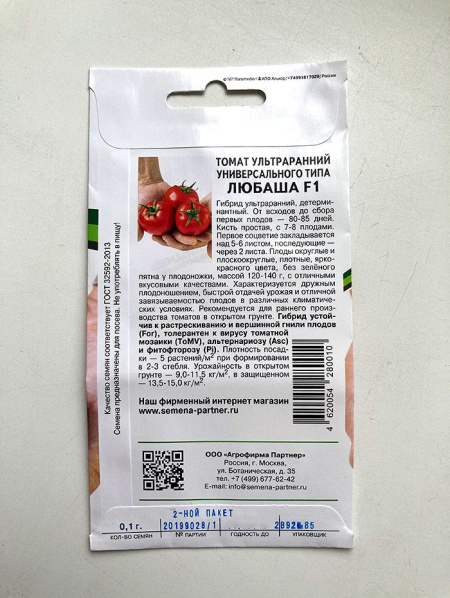 ТОМАТ УЛЬТРАРАННИЙ
УНИВЕРСАЛЬНОГО ТИПА
ЛЮБАША F1
Гибрид ультраранний, детерми-
нантный. От всходов до сбора
первых плодов — 80-85 дней.
Кисть простая, с 7-8 плодами.
Первое соцветие закладывается
над 5-6 листом, последующие —
через 2 листа. Плоды округлые и
плоскоокруглые, плотные, ярко-
красного цвета, без зелёного
пятна у плодоножки, массой 120-140 г, с отличными
вкусовыми качествами. Характеризуется дружным
плодоношением, быстрой отдачей урожая и отличной
завязываемостью плодов в различных климатичес-
ких условиях. Рекомендуется для раннего произ-
водства томатов в открытом грунте. Гибрид устой-
чив к растрескиванию и вершинной гнили плодов
(For), толерантен к вирусу томатной
мозаики (ToMV), альтернариозу (Asc)
и фитофторозу (Pi). Плотность посад-
ки — 5 растений/м² при формировании
в 2-3 стебля. Урожайность в открытом
грунте — 9,0-11,5 кг/м², в защищенном
— 13,5-15,0 кг/м².
Наш фирменный интернет магазин
www.semena-partner.ru
4 620054 280010
Качество семян соответствует ГОСТ 32592-2013
Семена предназначены для посева. Не употреблять в пищу!
ООО «Агрофирма Партнер»
Россия, г. Москва,
ул. Ботаническая, д. 35
тел. +7 (499) 677-62-42
E-mail: info@semena-partner.ru
2-НОЙ ПАКЕТ
0,1 г. 20199028/1
КОЛ-ВО СЕМЯН № ПАРТИИ ГОДНОСТЬ ДО УПАКОВЩИК